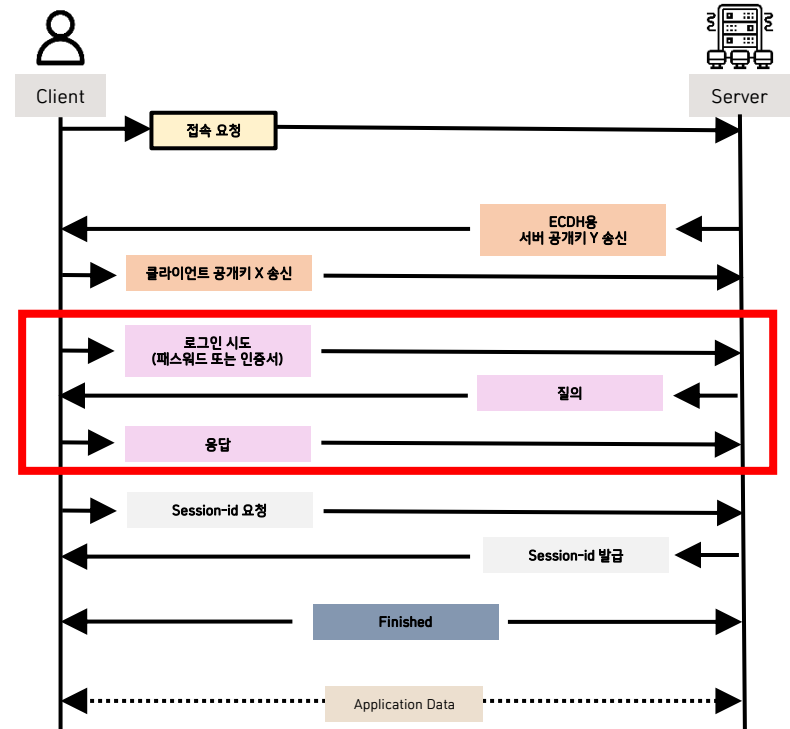 Client
Server
접속 요청
ECDH용
서버 공개키 Y 송신
클라이언트 공개키 X 송신
로그인 시도
(패스워드 또는 인증서)
질의
응답
Session-id 요청
Session-id 발급
Finished
Application Data